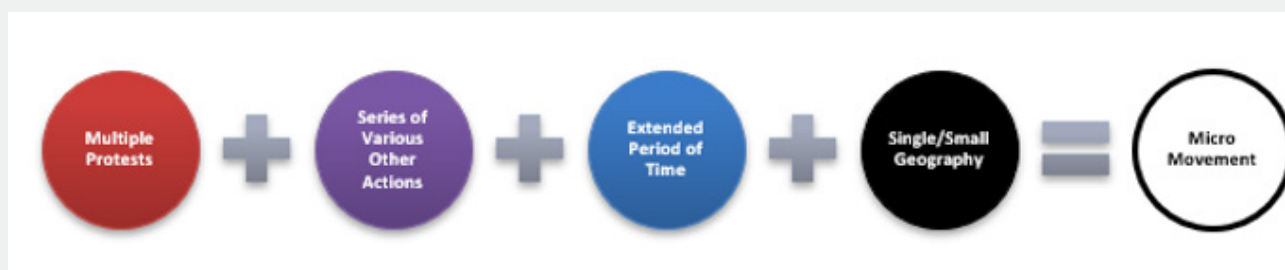 Multiple
Protests
Series of
Various
Other
Actions
Extended
Period of
Time
Single/Small
Geography
Micro
Movement